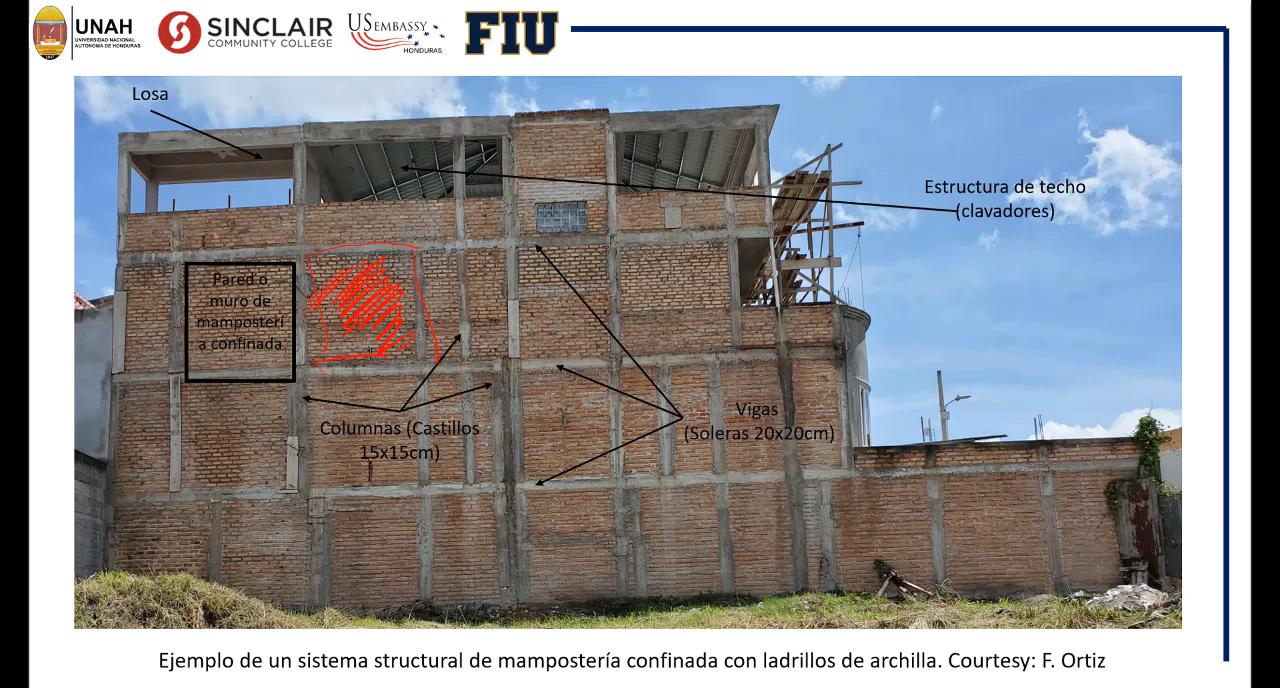 UNAH
UNIVERSIDAD NACIONAL
AUTÓNOMA DE HONDURAS
SINCLAIR
COMMUNITY COLLEGE
US EMBASSY
HONDURAS
FIU
Losa
Estructura de techo
(clavadores)
Pared o
muro de
mampostерí
a confinada
Columnas (Castillos
15x15cm)
Vigas
(Soleras 20x20cm)
Ejemplo de un sistema structural de mampostería confinada con ladrillos de archilla. Courtesy: F. Ortiz